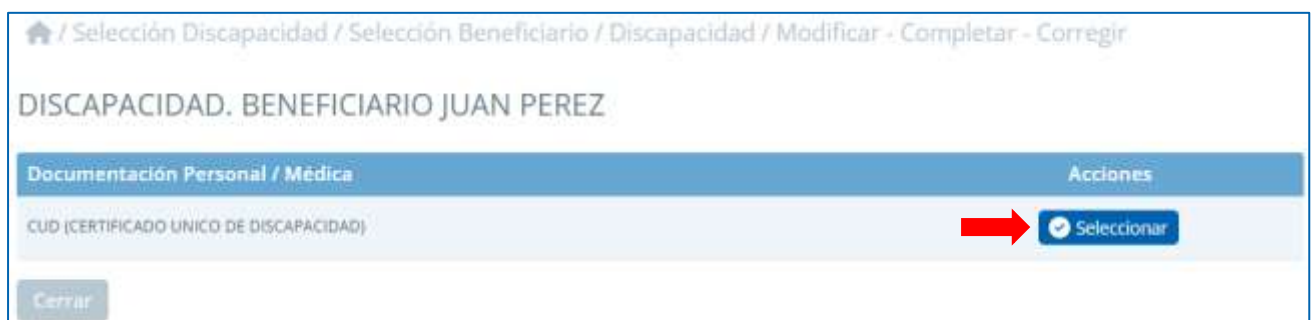 / Selección Discapacidad / Selección Beneficiario / Discapacidad / Modificar - Completar - Corregir
DISCAPACIDAD. BENEFICIARIO JUAN PEREZ
Documentación Personal / Médica Acciones
CUD (CERTIFICADO UNICO DE DISCAPACIDAD) Seleccionar
Cerrar